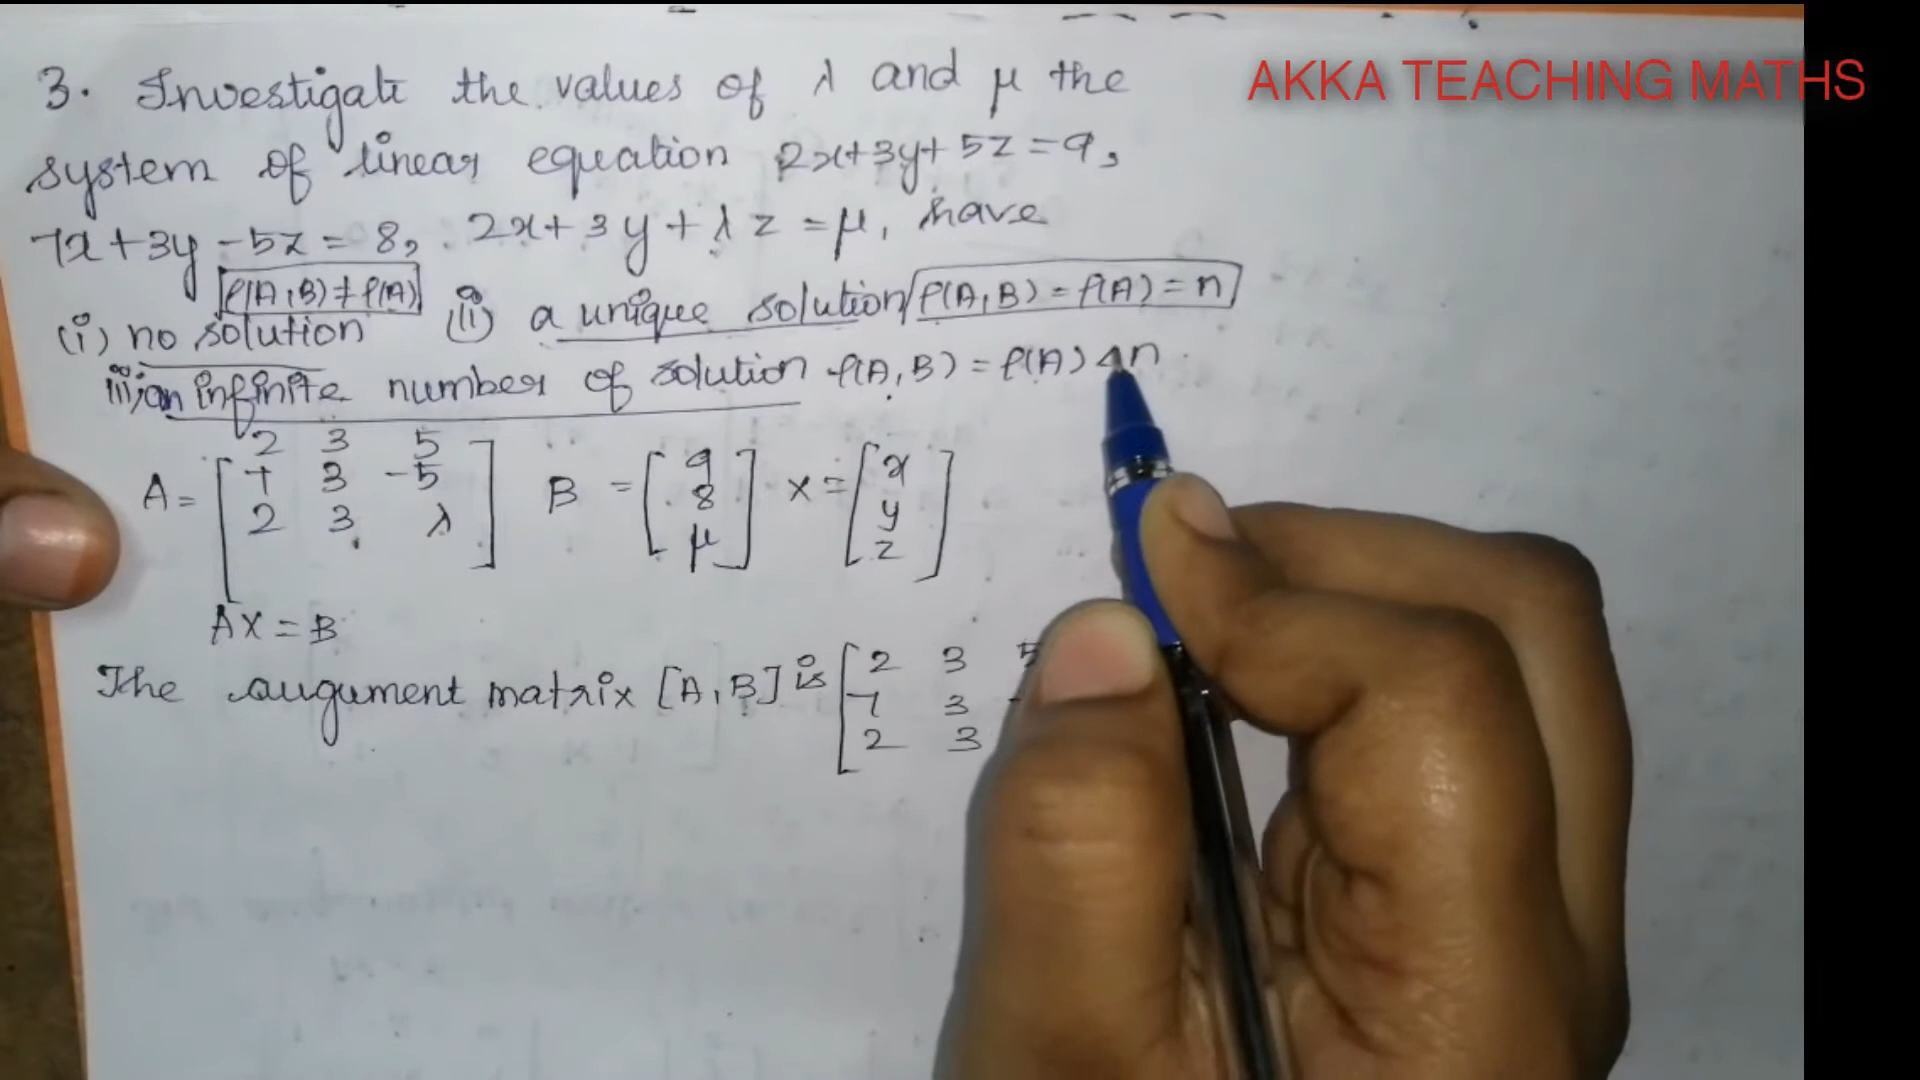 AKKA TEACHING MATHS
3. Investigate the values of λ and μ the
system of linear equation 2x+3y+5z=9,
7x+3y-5z=8, 2x+3y+λz=μ, have
ρ(A,B)≠ρ(A)
(i) no solution (ii) a unique solution ρ(A,B)=ρ(A)=n
iii) an infinite number of solution ρ(A,B)=ρ(A)<n
A = [2 3 5
7 3 -5
2 3 λ] B = [9 8 μ] X = [x y z]
AX = B
The augument matrix [A,B] is [2 3 5
7 3 -
2 3